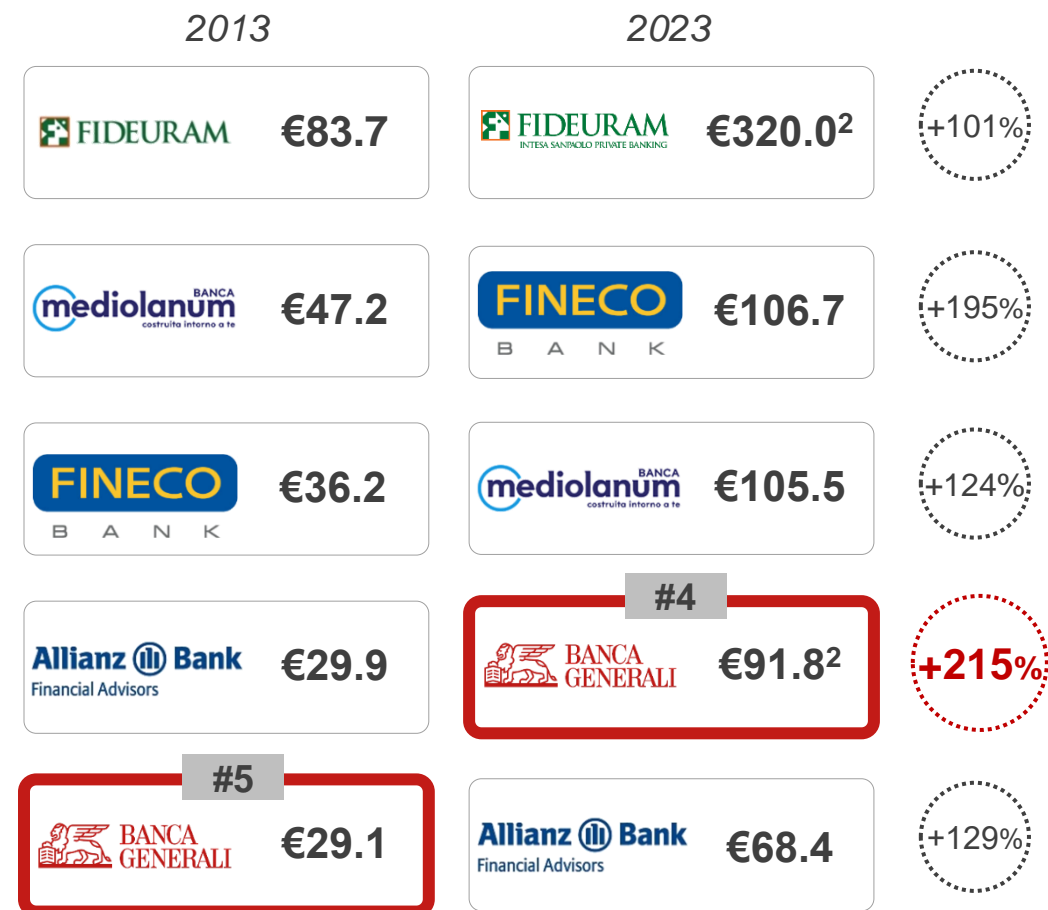 2013 2023
FIDEURAM €83.7 FIDEURAM €320.0² +101%
INTESA SANPAOLO PRIVATE BANKING
mediolanum BANCA €47.2 FINECO €106.7 +195%
costruita intorno a te BANK
FINECO €36.2 mediolanum BANCA €105.5 +124%
BANK costruita intorno a te
#4
Allianz Bank €29.9 BANCA GENERALI €91.8² +215%
Financial Advisors
#5
BANCA GENERALI €29.1 Allianz Bank €68.4 +129%
Financial Advisors